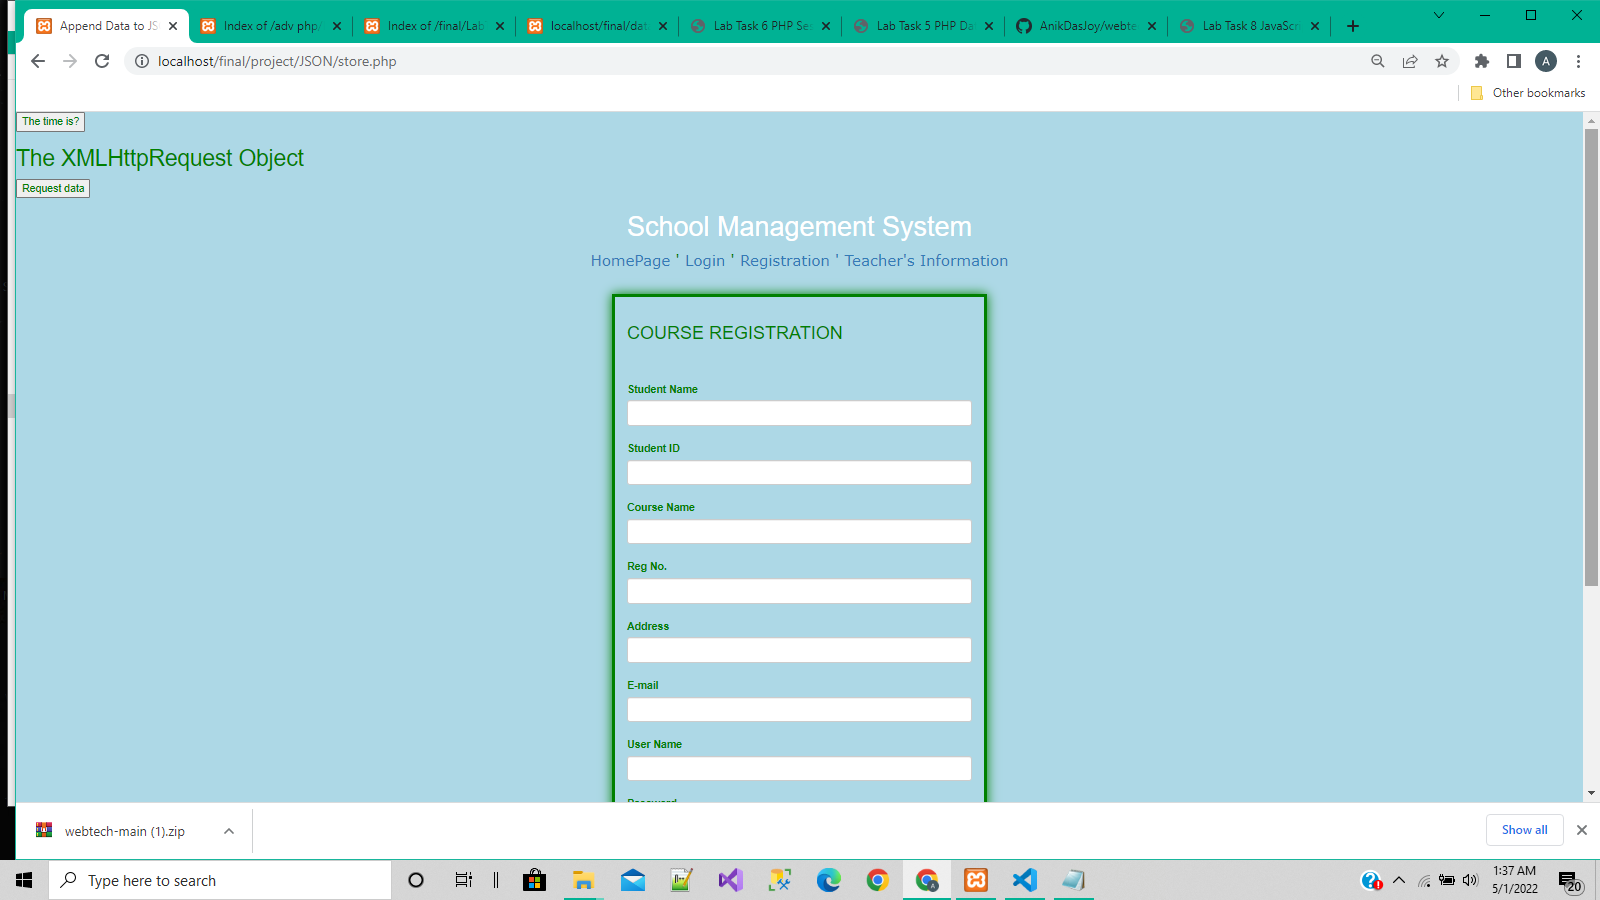 Append Data to JS
Index of /adv php/
Index of /final/Lab
localhost/final/dat
Lab Task 6 PHP Se
Lab Task 5 PHP Da
AnikDasJoy/webte
Lab Task 8 JavaScr
localhost/final/project/JSON/store.php
A
Other bookmarks
The time is?
The XMLHttpRequest Object
Request data
School Management System
HomePage ' Login ' Registration ' Teacher's Information
COURSE REGISTRATION
Student Name
Student ID
Course Name
Reg No.
Address
E-mail
User Name
Password
webtech-main (1).zip
Show all
Type here to search
1:37 AM
5/1/2022
20